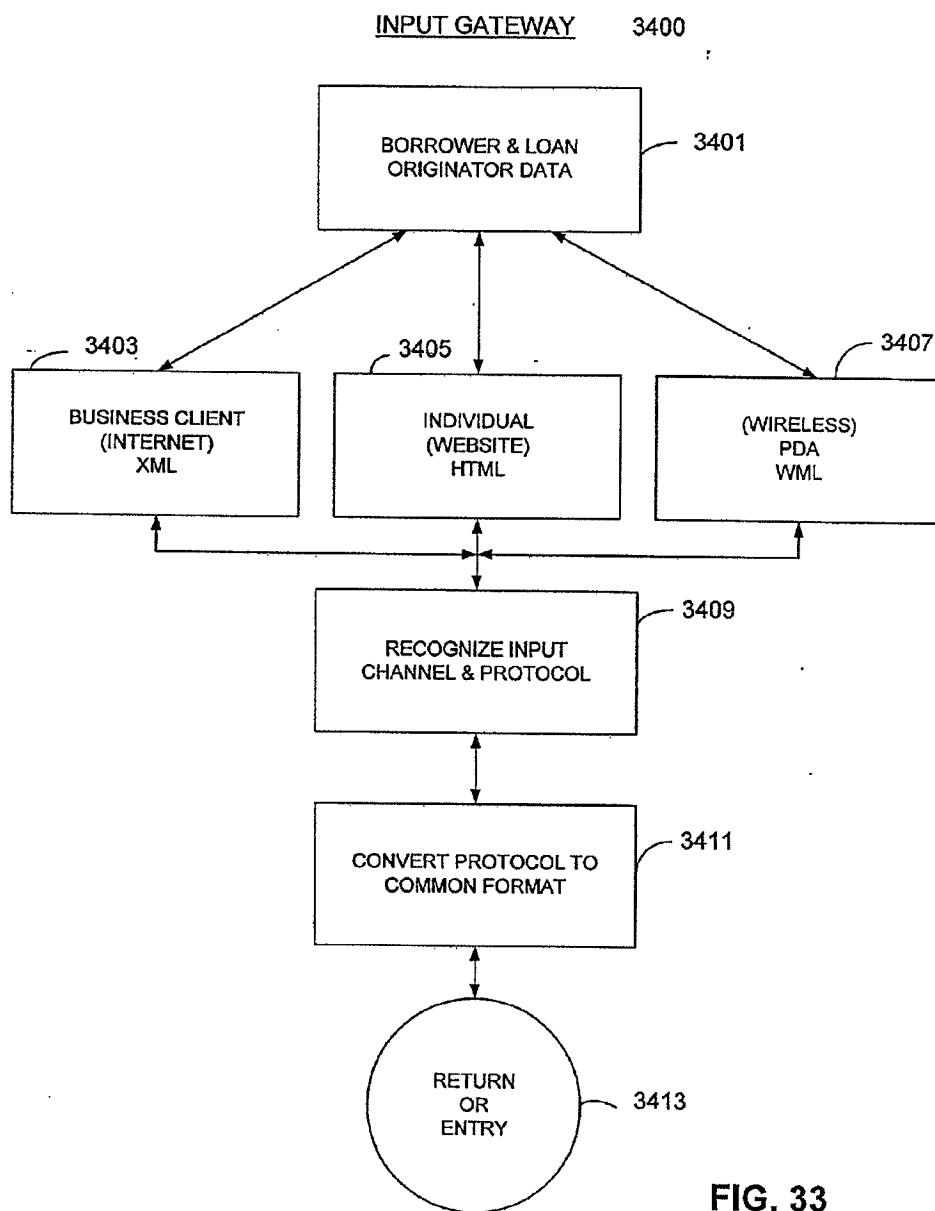 INPUT GATEWAY 3400
BORROWER & LOAN
ORIGINATOR DATA
3401
3403
3405
3407
BUSINESS CLIENT
(INTERNET)
XML
INDIVIDUAL
(WEBSITE)
HTML
(WIRELESS)
PDA
WML
3409
RECOGNIZE INPUT
CHANNEL & PROTOCOL
3411
CONVERT PROTOCOL TO
COMMON FORMAT
RETURN
OR
ENTRY
3413
FIG. 33